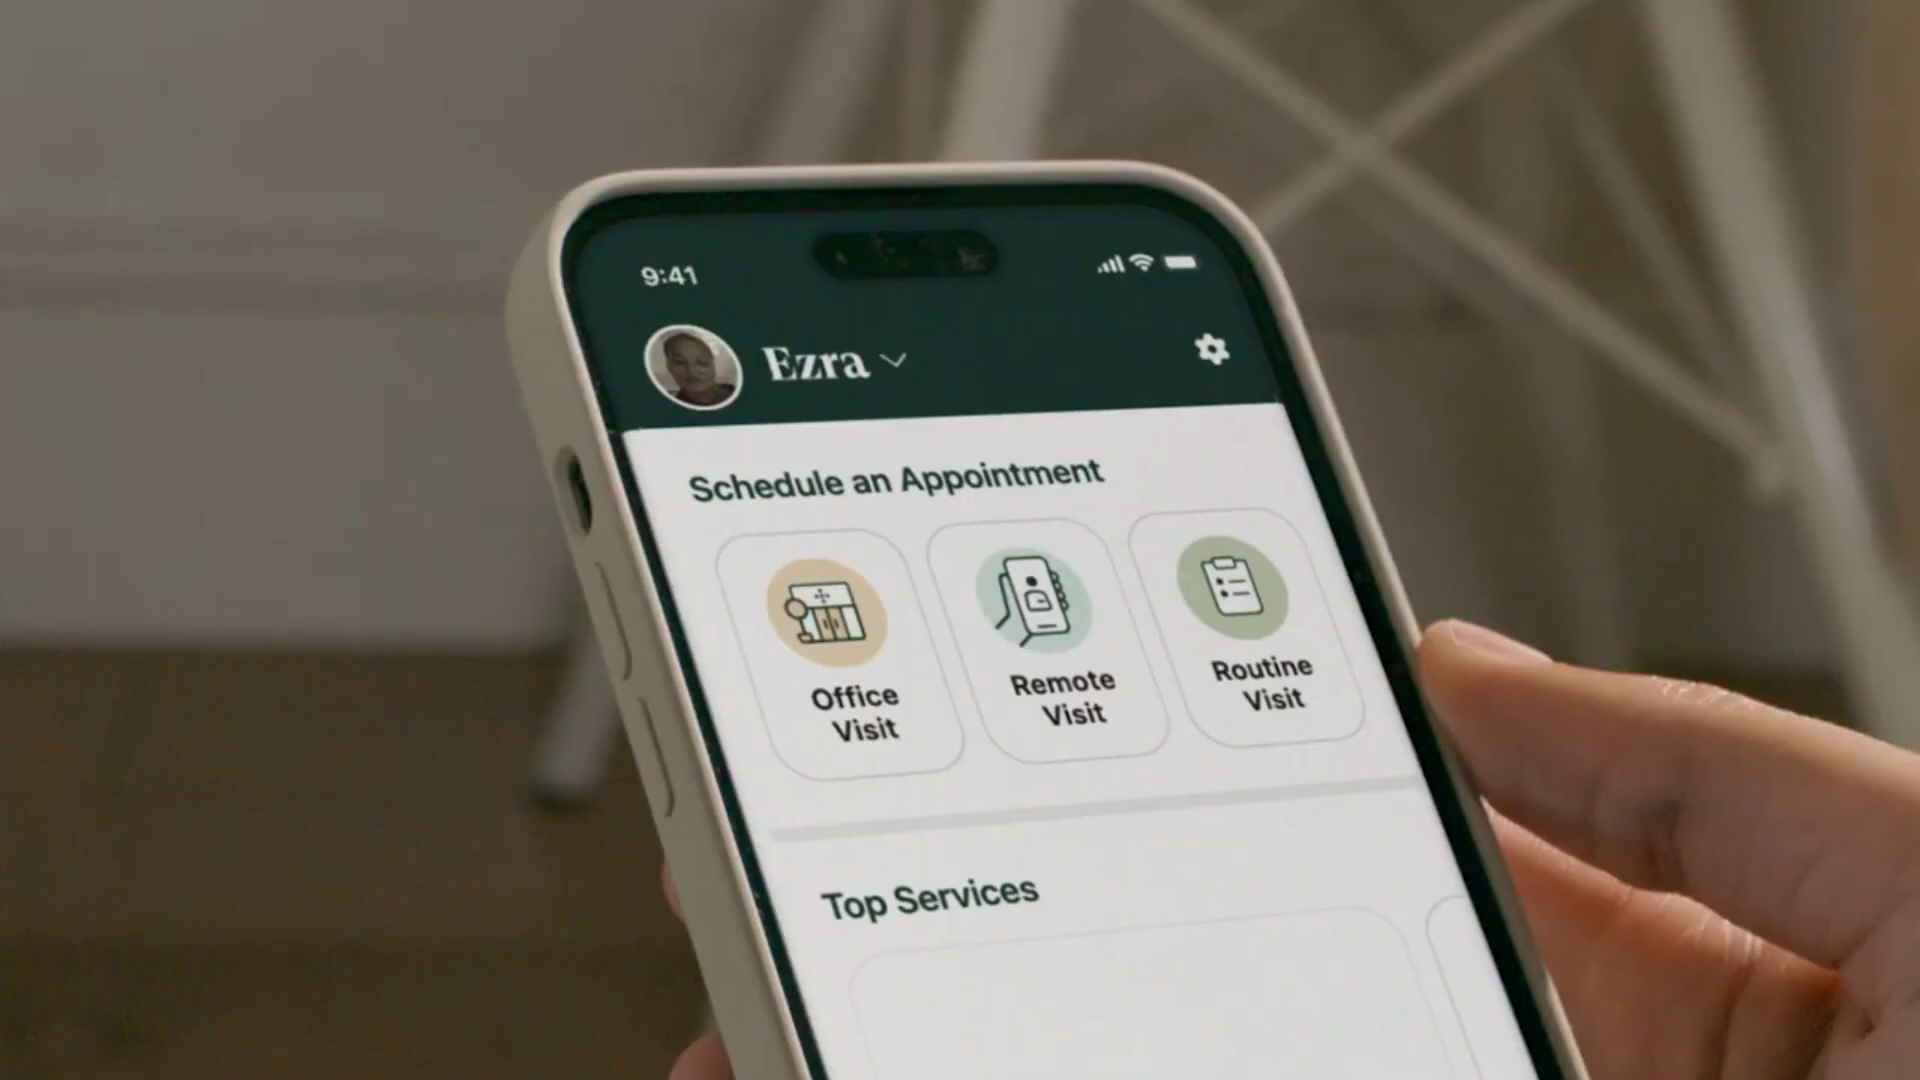 9:41
Ezra
Schedule an Appointment
Office
Visit
Remote
Visit
Routine
Visit
Top Services